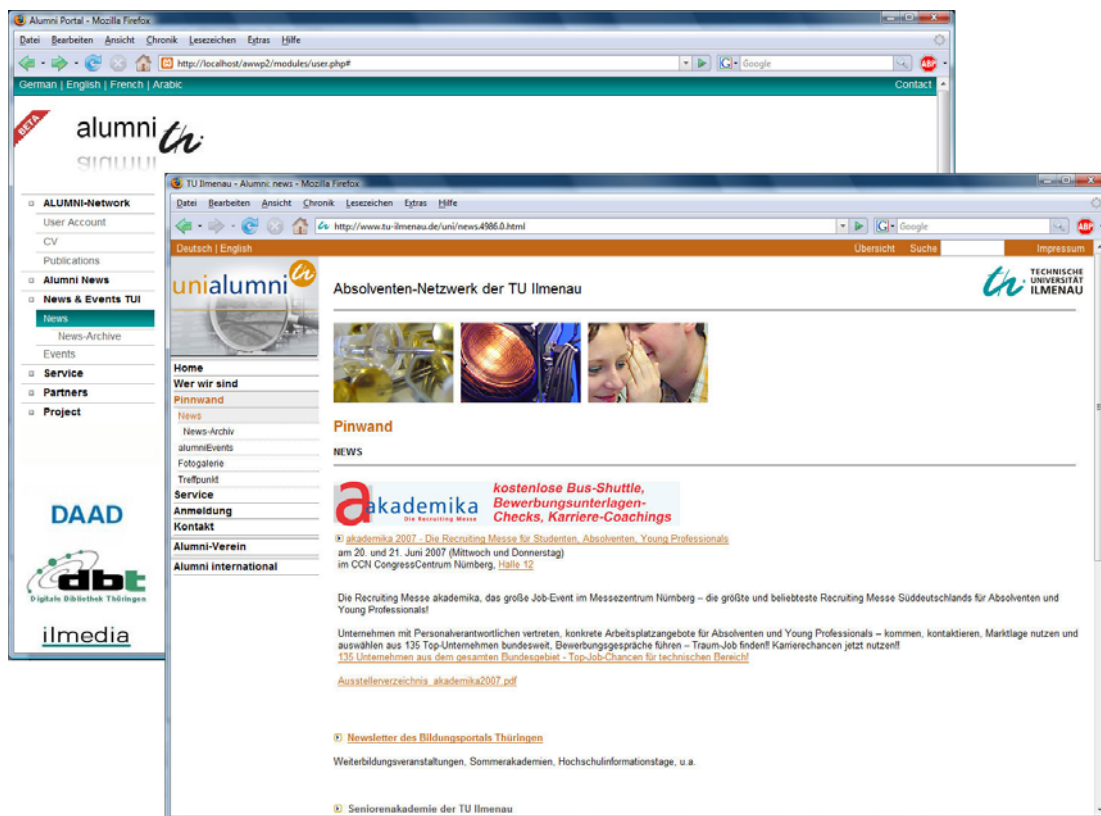 Alumni Portal - Mozilla Firefox
Datei Bearbeiten Ansicht Chronik Lesezeichen Extras Hilfe
http://localhost/awwp2/modules/user.php#
Google
ABP
German | English | French | Arabic
Contact
BETA
alumni th
ALUMNI-Network
User Account
CV
Publications
Alumni News
News & Events TUI
News
News-Archive
Events
Service
Partners
Project
DAAD
dbt
Digitale Bibliothek Thüringen
ilmedia
TU Ilmenau - Alumni: news - Mozilla Firefox
Datei Bearbeiten Ansicht Chronik Lesezeichen Extras Hilfe
http://www.tu-ilmenau.de/uni/news.4986.0.html
Google
ABP
Deutsch | English
Übersicht Suche
Impressum
unialumni th
Absolventen-Netzwerk der TU Ilmenau
th TECHNISCHE
UNIVERSITÄT
ILMENAU
Home
Wer wir sind
Pinnwand
News
News-Archiv
alumniEvents
Fotogalerie
Treffpunkt
Service
Anmeldung
Kontakt
Alumni-Verein
Alumni international
Pinwand
NEWS
a akademika
Die Recruiting Messe
kostenlose Bus-Shuttle,
Bewerbungsunterlagen-
Checks, Karriere-Coachings
akademika 2007 - Die Recruiting Messe für Studenten, Absolventen, Young Professionals
am 20. und 21. Juni 2007 (Mittwoch und Donnerstag)
im CCN CongressCentrum Nürnberg, Halle 12
Die Recruiting Messe akademika, das große Job-Event im Messezentrum Nürnberg – die größte und beliebteste Recruiting Messe Süddeutschlands für Absolventen und
Young Professionals!
Unternehmen mit Personalverantwortlichen vertreten, konkrete Arbeitsplatzangebote für Absolventen und Young Professionals – kommen, kontaktieren, Marktlage nutzen und
auswählen aus 135 Top-Unternehmen bundesweit, Bewerbungsgespräche führen – Traum-Job finden!! Karrierechancen jetzt nutzen!!
135 Unternehmen aus dem gesamten Bundesgebiet - Top-Job-Chancen für technischen Bereich!
Ausstellerverzeichnis_akademika2007.pdf
Newsletter des Bildungsportals Thüringen
Weiterbildungsveranstaltungen, Sommerakademien, Hochschulinformationstage, u.a.
Seniorenakademie der TU Ilmenau